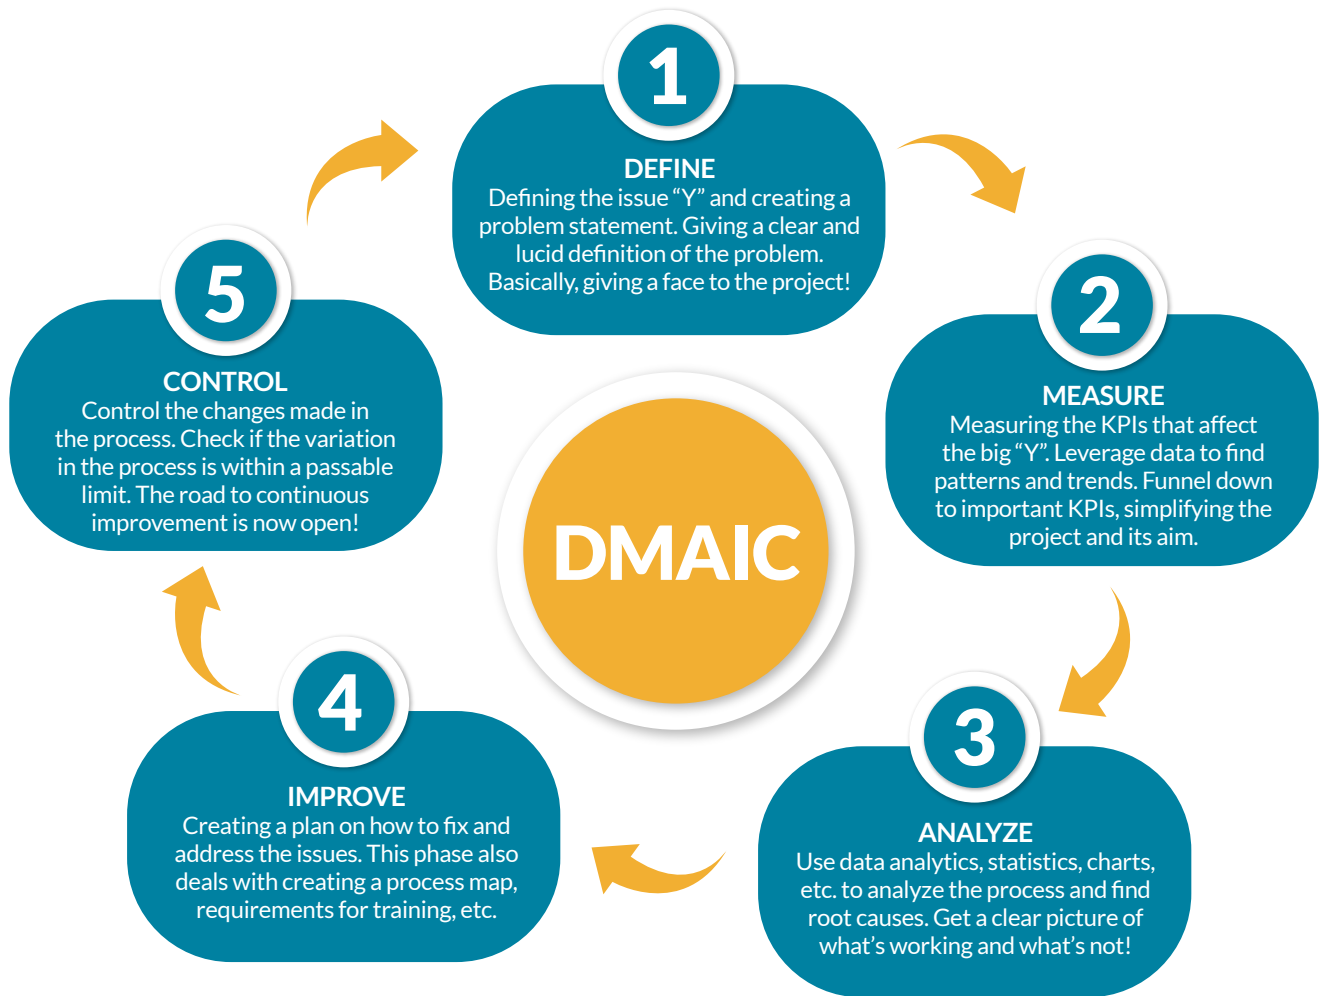 1
DEFINE
Defining the issue “Y” and creating a
problem statement. Giving a clear and
lucid definition of the problem.
Basically, giving a face to the project!
2
MEASURE
Measuring the KPIs that affect
the big “Y”. Leverage data to find
patterns and trends. Funnel down
to important KPIs, simplifying the
project and its aim.
3
ANALYZE
Use data analytics, statistics, charts,
etc. to analyze the process and find
root causes. Get a clear picture of
what’s working and what’s not!
4
IMPROVE
Creating a plan on how to fix and
address the issues. This phase also
deals with creating a process map,
requirements for training, etc.
5
CONTROL
Control the changes made in
the process. Check if the variation
in the process is within a passable
limit. The road to continuous
improvement is now open!
DMAIC